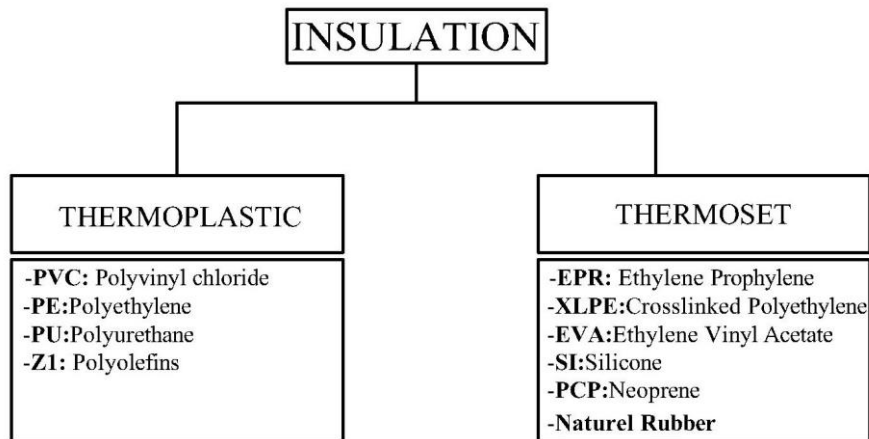 INSULATION
THERMOPLASTIC
-PVC: Polyvinyl chloride
-PE:Polyethylene
-PU:Polyurethane
-Z1: Polyolefins
THERMOSET
-EPR: Ethylene Prophylene
-XLPE:Crosslinked Polyethylene
-EVA:Ethylene Vinyl Acetate
-SI:Silicone
-PCP:Neoprene
-Naturel Rubber